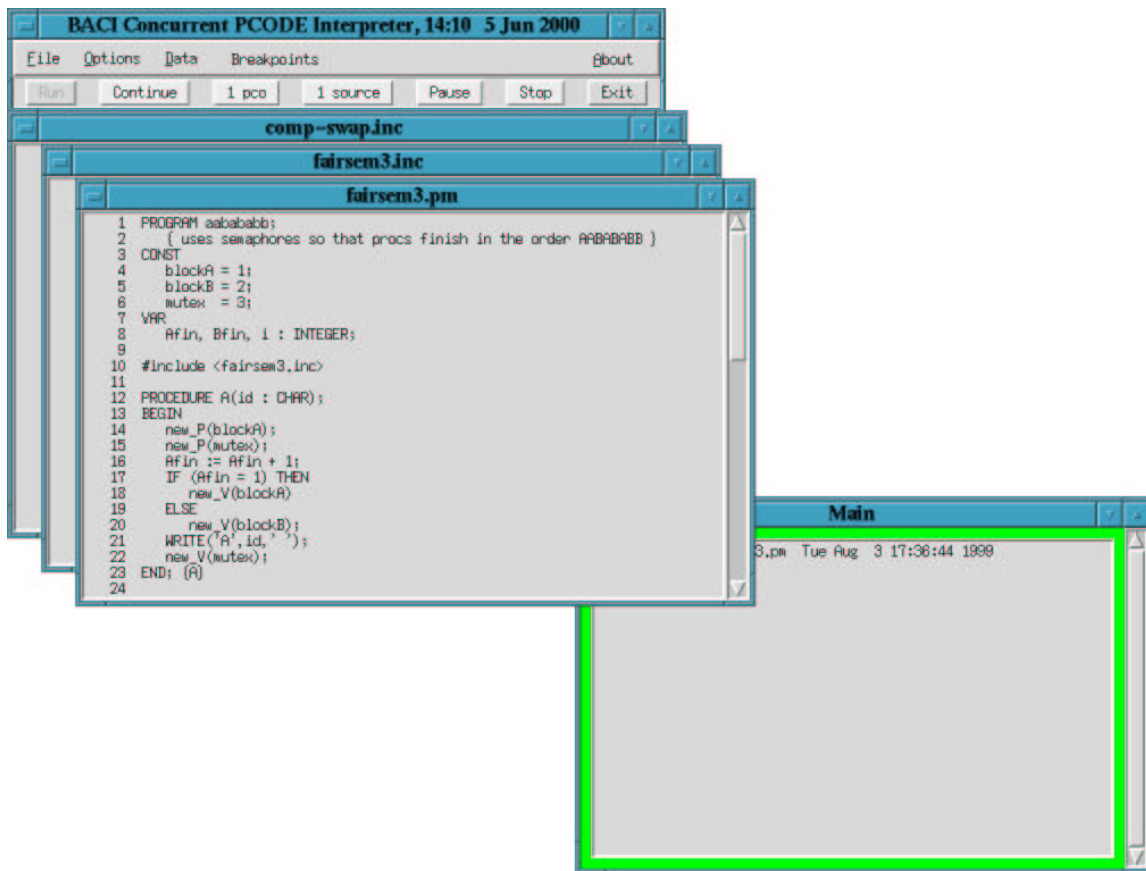 BACI Concurrent PCODE Interpreter, 14:10 5 Jun 2000
File Options Data Breakpoints About
Run Continue 1 pco 1 source Pause Stop Exit
comp-swap.inc
fairsem3.inc
fairsem3.pm
1 PROGRAM aabababb;
2 { uses semaphores so that procs finish in the order AABABABB }
3 CONST
4 blockA = 1;
5 blockB = 2;
6 mutex = 3;
7 VAR
8 Afin, Bfin, i : INTEGER;
9
10 #include <fairsem3.inc>
11
12 PROCEDURE A(id : CHAR);
13 BEGIN
14 new_P(blockA);
15 new_P(mutex);
16 Afin := Afin + 1;
17 IF (Afin = 1) THEN
18 new_V(blockA)
19 ELSE
20 new_V(blockB);
21 WRITE('A',id,' ');
22 new_V(mutex);
23 END; {A}
24
Main
3.pm Tue Aug 3 17:36:44 1999